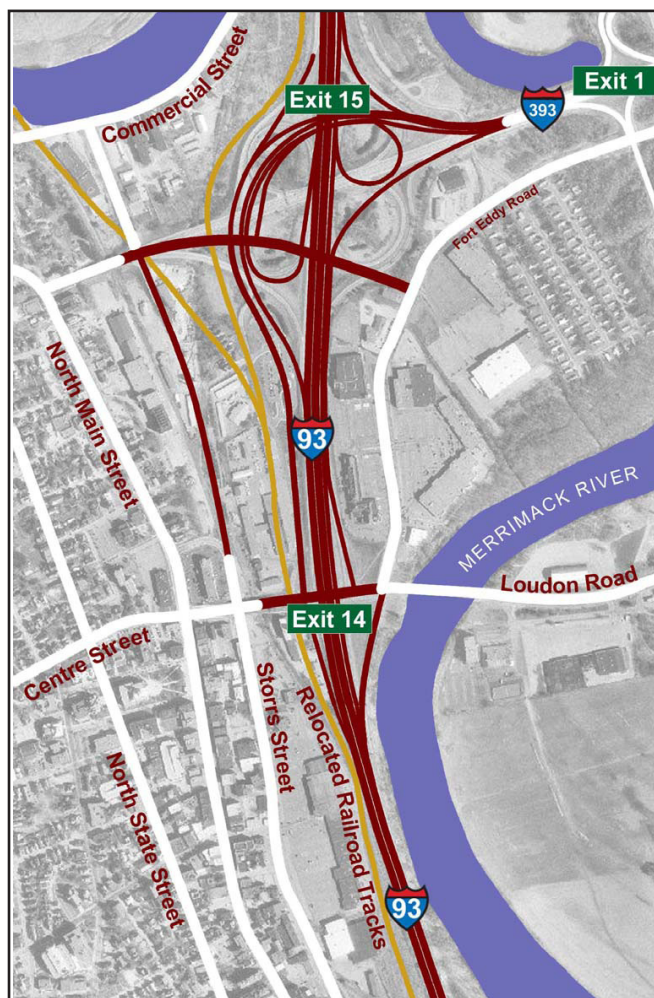 Commercial Street
Exit 15
Exit 1
393
Fort Eddy Road
North Main Street
93
MERRIMACK RIVER
Loudon Road
Exit 14
Centre Street
Storrs Street
Relocated Railroad Tracks
North State Street
93